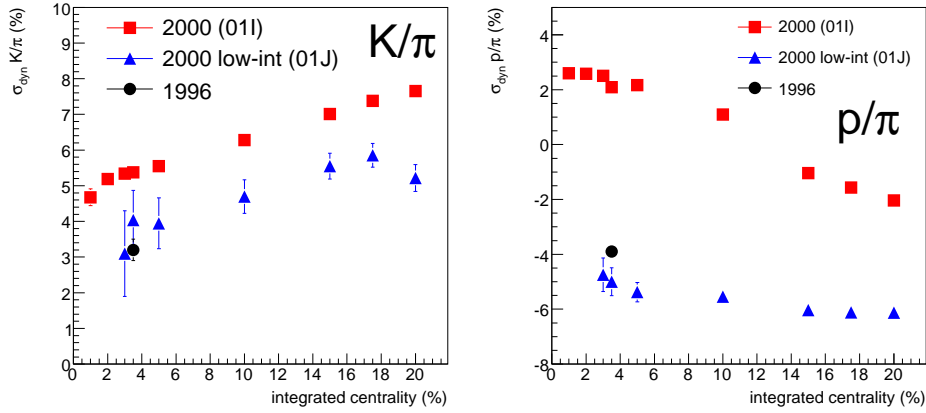 σdyn K/π (%)
10
9
8
7
6
5
4
3
2
1
0
2000 (01I)
2000 low-int (01J)
1996
K/π
0 2 4 6 8 10 12 14 16 18 20
integrated centrality (%)
σdyn p/π (%)
4
2
0
-2
-4
-6
-8
2000 (01I)
2000 low-int (01J)
1996
p/π
0 2 4 6 8 10 12 14 16 18 20
integrated centrality (%)